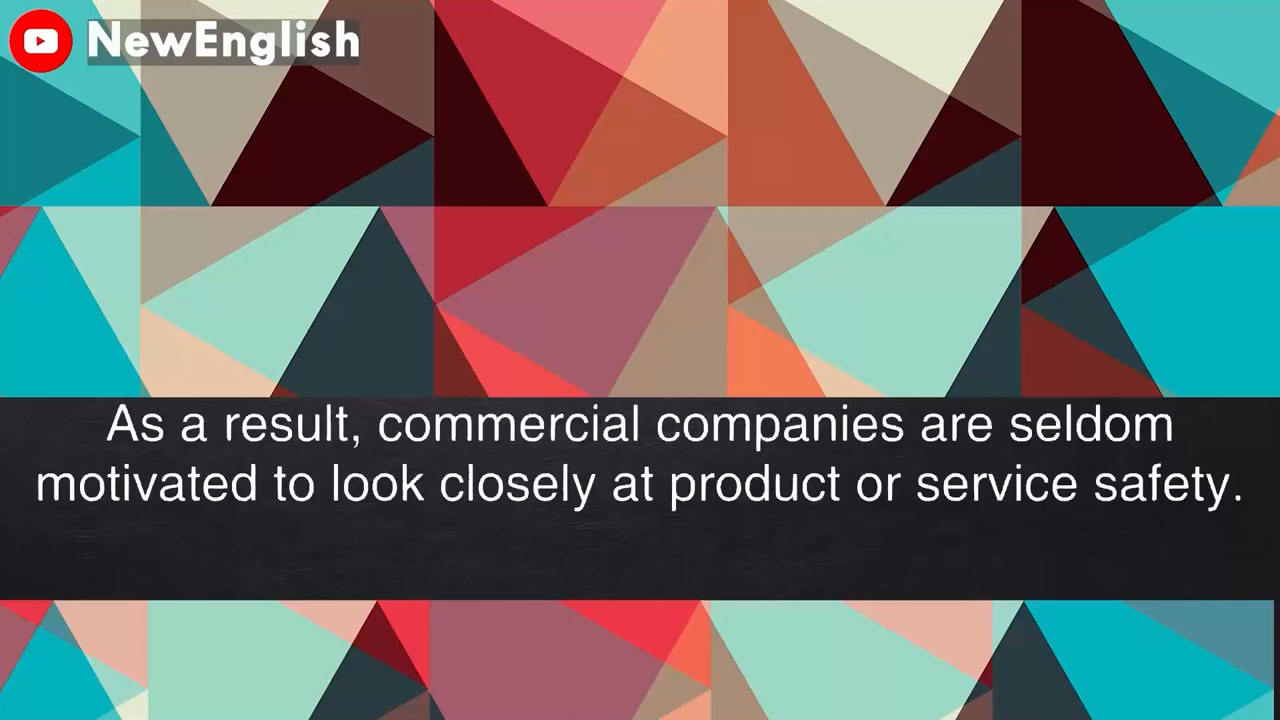 NewEnglish
As a result, commercial companies are seldom
motivated to look closely at product or service safety.